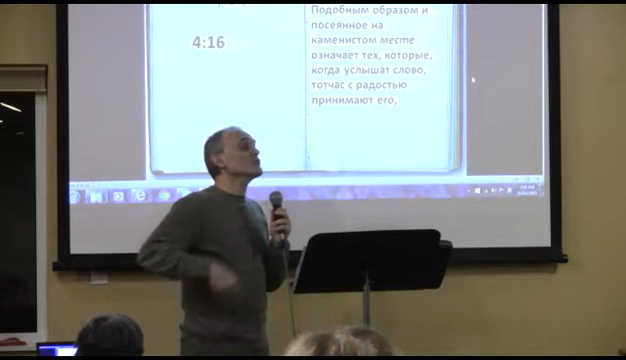 4:16
Подобным образом и
посеянное на
каменистом месте
означает тех, которые,
когда услышат слово,
тотчас с радостью
принимают его,